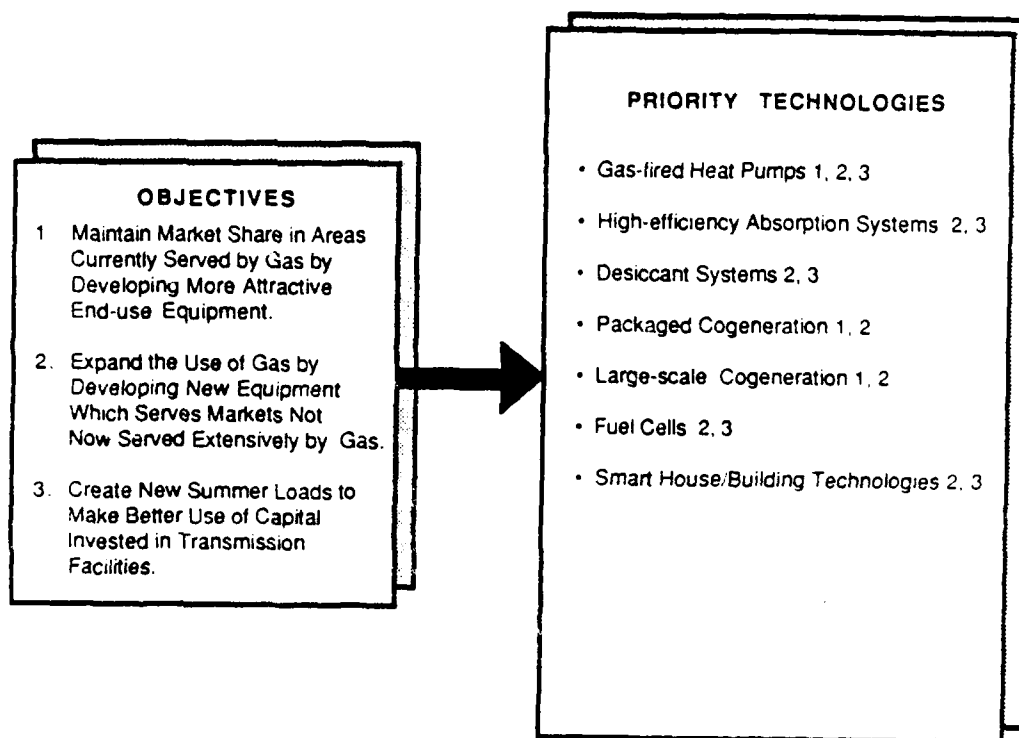 OBJECTIVES
1 Maintain Market Share in Areas
Currently Served by Gas by
Developing More Attractive
End-use Equipment.
2. Expand the Use of Gas by
Developing New Equipment
Which Serves Markets Not
Now Served Extensively by Gas.
3. Create New Summer Loads to
Make Better Use of Capital
Invested in Transmission
Facilities.
PRIORITY TECHNOLOGIES
• Gas-fired Heat Pumps 1, 2, 3
• High-efficiency Absorption Systems 2, 3
• Desiccant Systems 2, 3
• Packaged Cogeneration 1, 2
• Large-scale Cogeneration 1, 2
• Fuel Cells 2, 3
• Smart House/Building Technologies 2, 3